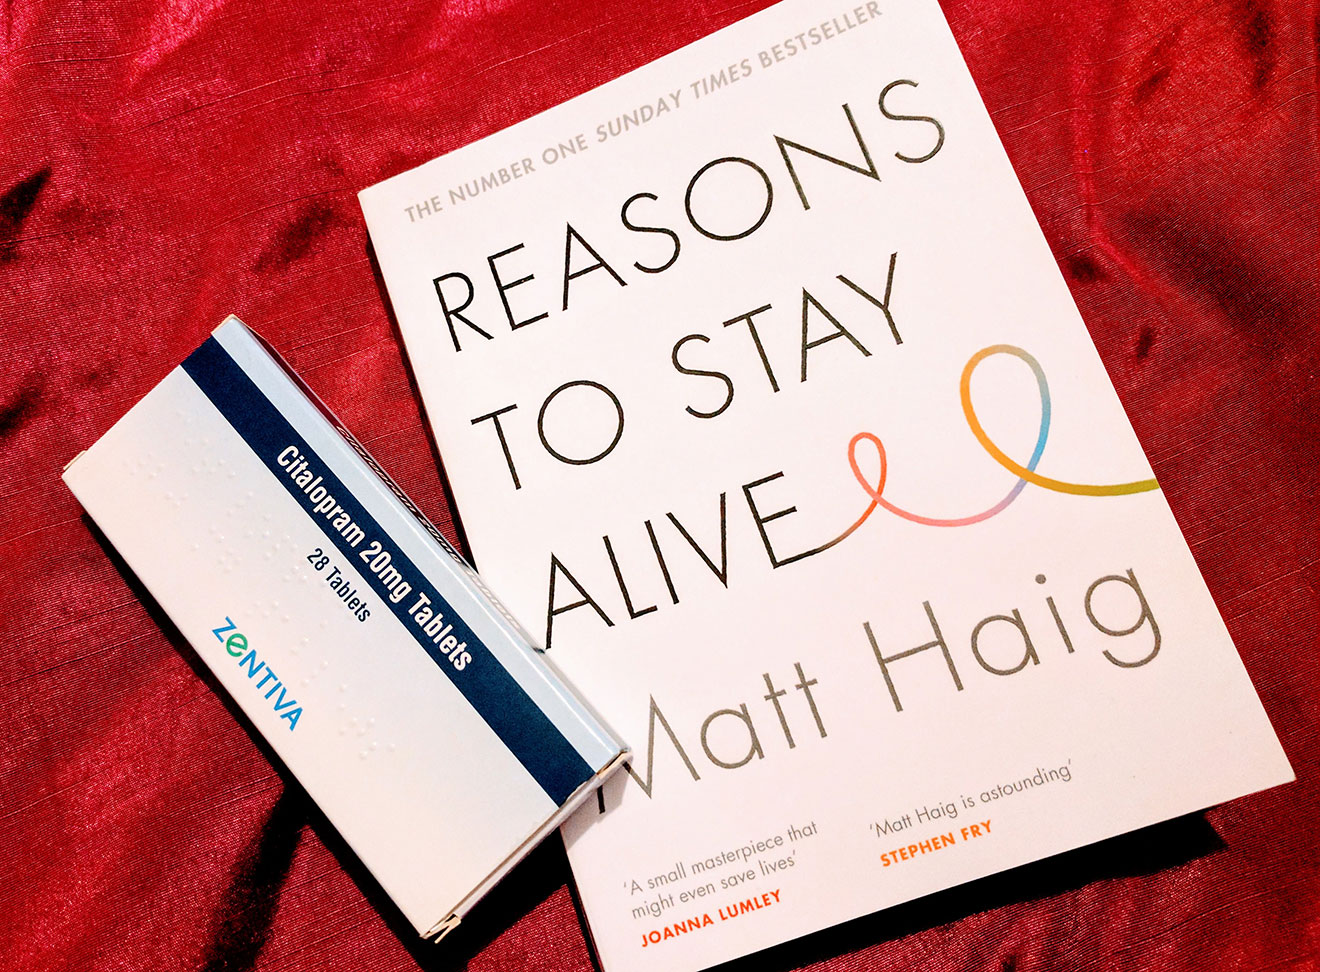 THE NUMBER ONE SUNDAY TIMES BESTSELLER
REASONS
TO STAY
ALIVE
Matt Haig
'A small masterpiece that
might even save lives'
JOANNA LUMLEY
'Matt Haig is astounding'
STEPHEN FRY
Citalopram 20mg Tablets
28 Tablets
ZENTIVA